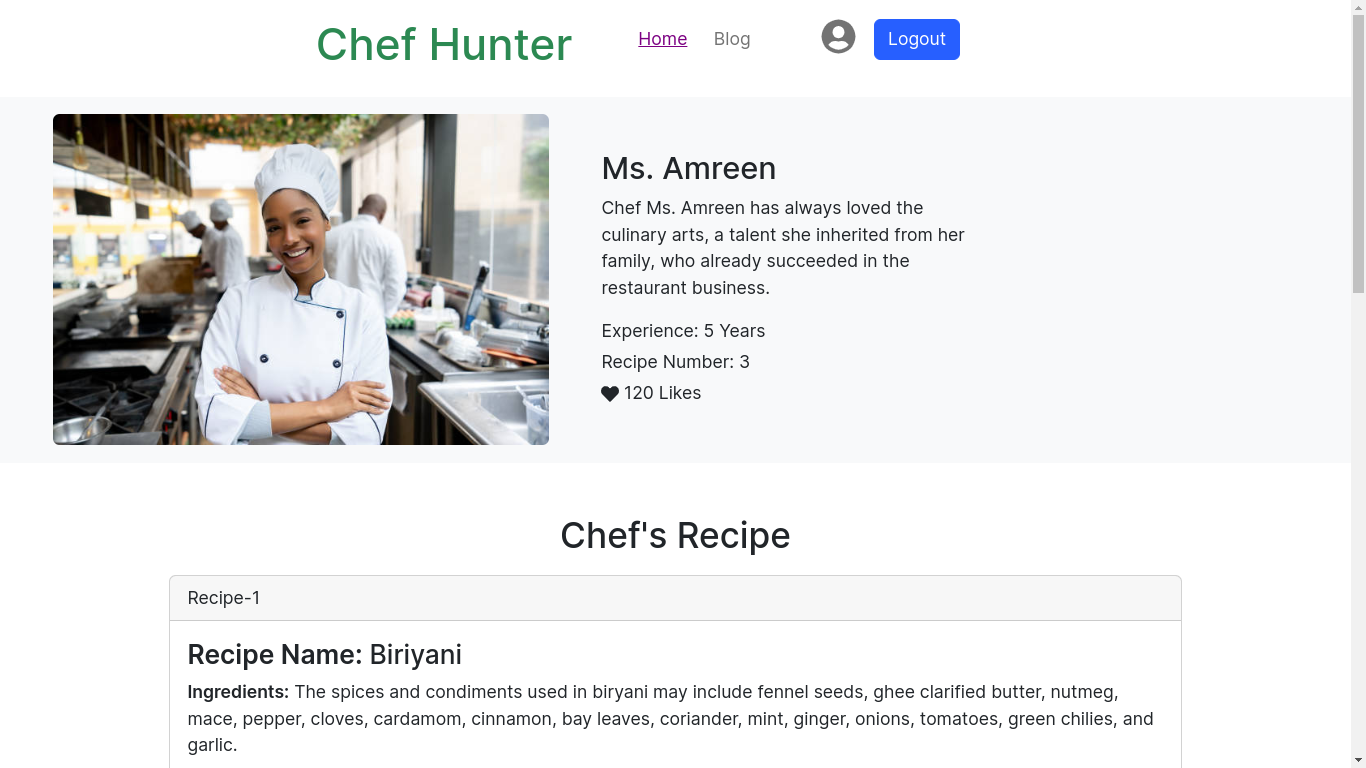 Chef Hunter
Home
Blog
Logout
Ms. Amreen
Chef Ms. Amreen has always loved the
culinary arts, a talent she inherited from her
family, who already succeeded in the
restaurant business.
Experience: 5 Years
Recipe Number: 3
120 Likes
Chef's Recipe
Recipe-1
Recipe Name: Biriyani
Ingredients: The spices and condiments used in biryani may include fennel seeds, ghee clarified butter, nutmeg,
mace, pepper, cloves, cardamom, cinnamon, bay leaves, coriander, mint, ginger, onions, tomatoes, green chilies, and
garlic.